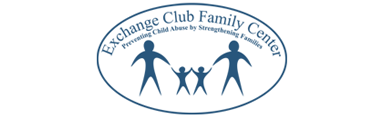 Exchange Club Family Center
Preventing Child Abuse by Strengthening Families